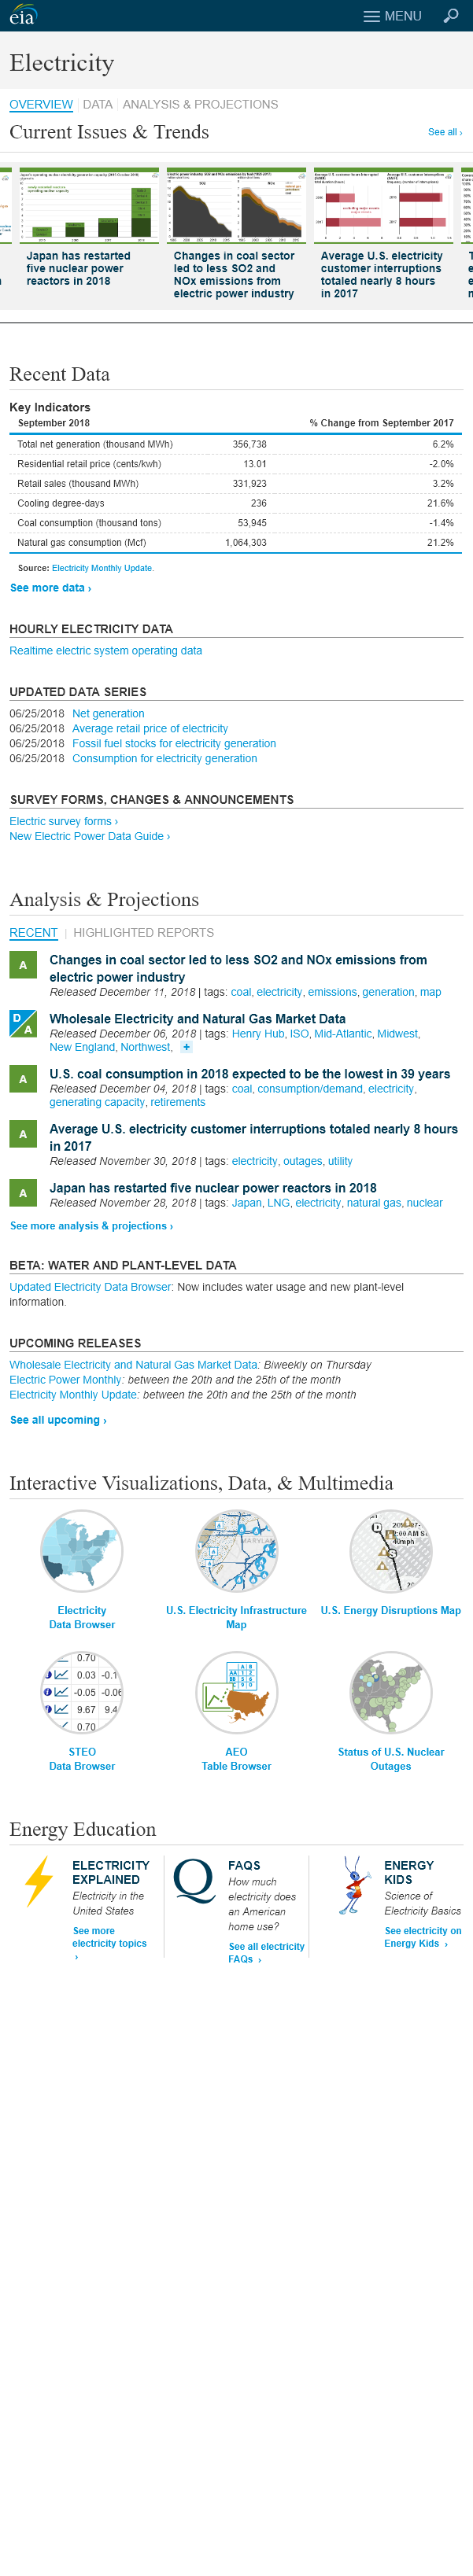 eia
MENU
Electricity
OVERVIEW | DATA | ANALYSIS & PROJECTIONS
Current Issues & Trends
See all ›
Japan has restarted
five nuclear power
reactors in 2018
Changes in coal sector
led to less SO2 and
NOx emissions from
electric power industry
Average U.S. electricity
customer interruptions
totaled nearly 8 hours
in 2017
Recent Data
Key Indicators
September 2018 % Change from September 2017
Total net generation (thousand MWh) 356,738 6.2%
Residential retail price (cents/kwh) 13.01 -2.0%
Retail sales (thousand MWh) 331,923 3.2%
Cooling degree-days 236 21.6%
Coal consumption (thousand tons) 53,945 -1.4%
Natural gas consumption (Mcf) 1,064,303 21.2%
Source: Electricity Monthly Update.
See more data ›
HOURLY ELECTRICITY DATA
Realtime electric system operating data
UPDATED DATA SERIES
06/25/2018 Net generation
06/25/2018 Average retail price of electricity
06/25/2018 Fossil fuel stocks for electricity generation
06/25/2018 Consumption for electricity generation
SURVEY FORMS, CHANGES & ANNOUNCEMENTS
Electric survey forms ›
New Electric Power Data Guide ›
Analysis & Projections
RECENT | HIGHLIGHTED REPORTS
A
Changes in coal sector led to less SO2 and NOx emissions from
electric power industry
Released December 11, 2018 | tags: coal, electricity, emissions, generation, map
D A
Wholesale Electricity and Natural Gas Market Data
Released December 06, 2018 | tags: Henry Hub, ISO, Mid-Atlantic, Midwest,
New England, Northwest, +
A
U.S. coal consumption in 2018 expected to be the lowest in 39 years
Released December 04, 2018 | tags: coal, consumption/demand, electricity,
generating capacity, retirements
A
Average U.S. electricity customer interruptions totaled nearly 8 hours
in 2017
Released November 30, 2018 | tags: electricity, outages, utility
A
Japan has restarted five nuclear power reactors in 2018
Released November 28, 2018 | tags: Japan, LNG, electricity, natural gas, nuclear
See more analysis & projections ›
BETA: WATER AND PLANT-LEVEL DATA
Updated Electricity Data Browser: Now includes water usage and new plant-level
information.
UPCOMING RELEASES
Wholesale Electricity and Natural Gas Market Data: Biweekly on Thursday
Electric Power Monthly: between the 20th and the 25th of the month
Electricity Monthly Update: between the 20th and the 25th of the month
See all upcoming ›
Interactive Visualizations, Data, & Multimedia
Electricity
Data Browser
U.S. Electricity Infrastructure
Map
U.S. Energy Disruptions Map
0.70
0.03 -0.1
-0.05 -0.06
9.67 9.4
0.70
STEO
Data Browser
AEO
Table Browser
Status of U.S. Nuclear
Outages
Energy Education
ELECTRICITY
EXPLAINED
Electricity in the
United States
See more
electricity topics
›
Q
FAQS
How much
electricity does
an American
home use?
See all electricity
FAQs ›
ENERGY
KIDS
Science of
Electricity Basics
See electricity on
Energy Kids ›